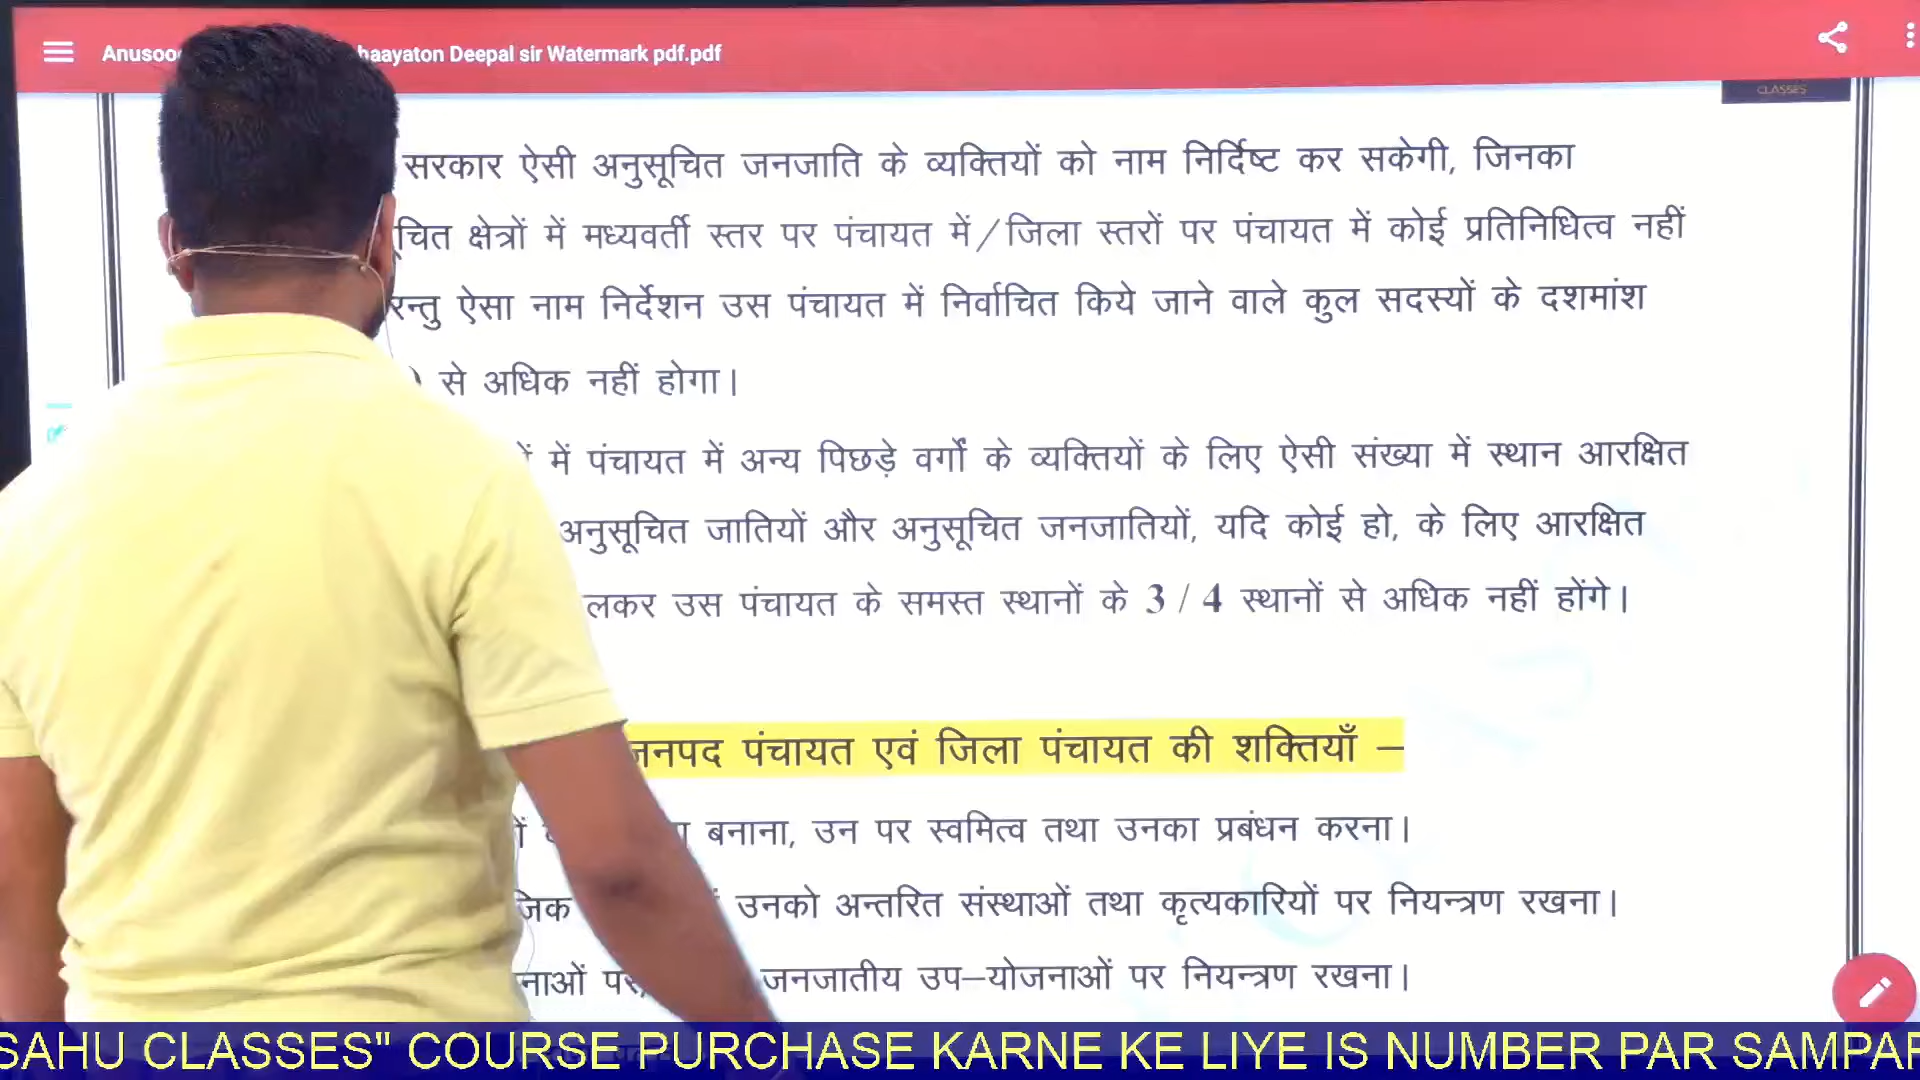 haayaton Deepal sir Watermark pdf.pdf
CLASSES
सरकार ऐसी अनुसूचित जनजाति के व्यक्तियों को नाम निर्दिष्ट कर सकेगी, जिनका
क्षेत्रों में मध्यवर्ती स्तर पर पंचायत में/जिला स्तरों पर पंचायत में कोई प्रतिनिधित्व नहीं
ऐसा नाम निर्देशन उस पंचायत में निर्वाचित किये जाने वाले कुल सदस्यों के दशमांश
से अधिक नहीं होगा।
में पंचायत में अन्य पिछड़े वर्गों के व्यक्तियों के लिए ऐसी संख्या में स्थान आरक्षित
अनुसूचित जातियों और अनुसूचित जनजातियों, यदि कोई हो, के लिए आरक्षित
उस पंचायत के समस्त स्थानों के 3 / 4 स्थानों से अधिक नहीं होंगे।
जनपद पंचायत एवं जिला पंचायत की शक्तियाँ –
बनाना, उन पर स्वमित्व तथा उनका प्रबंधन करना।
उनको अन्तरित संस्थाओं तथा कृत्यकारियों पर नियन्त्रण रखना।
जनजातीय उप–योजनाओं पर नियन्त्रण रखना।
SAHU CLASSES" COURSE PURCHASE KARNE KE LIYE IS NUMBER PAR SAMPAR